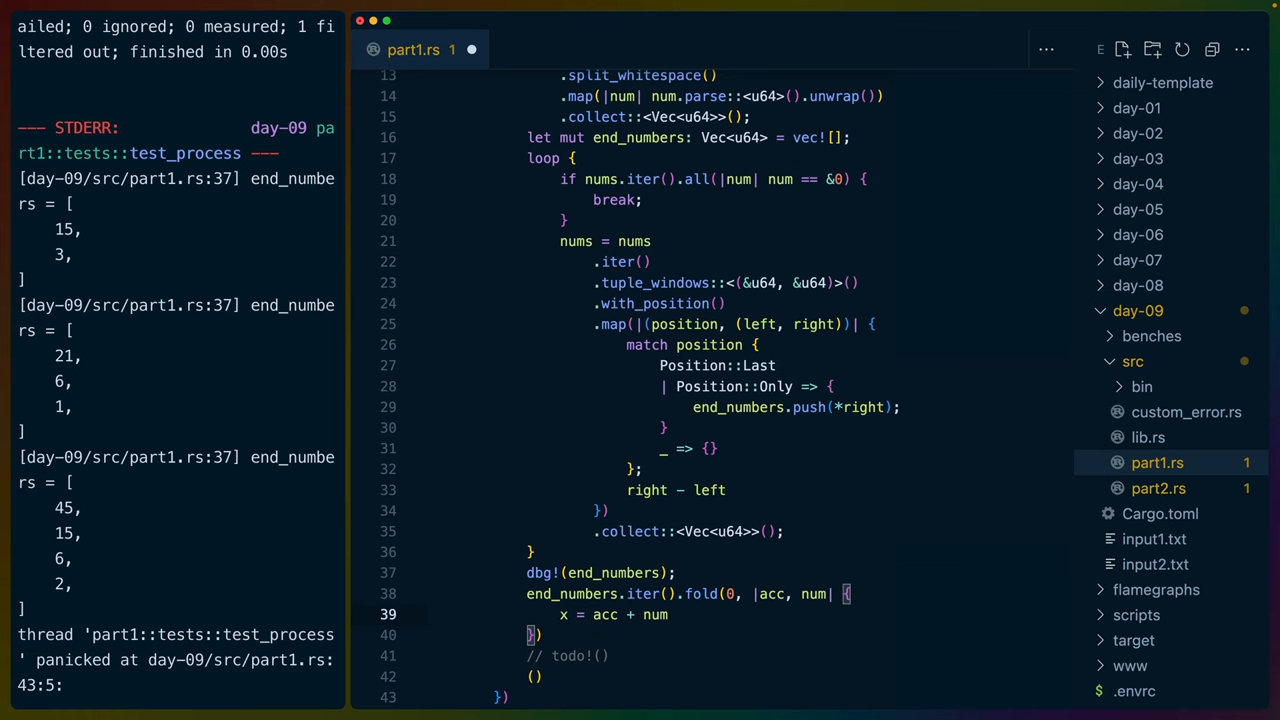 ailed; 0 ignored; 0 measured; 1 fi
ltered out; finished in 0.00s
--- STDERR: day-09 pa
rt1::tests::test_process ---
[day-09/src/part1.rs:37] end_numbe
rs = [
    15,
    3,
]
[day-09/src/part1.rs:37] end_numbe
rs = [
    21,
    6,
    1,
]
[day-09/src/part1.rs:37] end_numbe
rs = [
    45,
    15,
    6,
    2,
]
thread 'part1::tests::test_process
' panicked at day-09/src/part1.rs:
43:5:
part1.rs 1
13 .split_whitespace()
14 .map(|num| num.parse::<u64>().unwrap())
15 .collect::<Vec<u64>>();
16 let mut end_numbers: Vec<u64> = vec![];
17 loop {
18 if nums.iter().all(|num| num == &0) {
19 break;
20 }
21 nums = nums
22 .iter()
23 .tuple_windows::<(&u64, &u64)>()
24 .with_position()
25 .map(|(position, (left, right))| {
26 match position {
27 Position::Last
28 | Position::Only => {
29 end_numbers.push(*right);
30 }
31 _ => {}
32 };
33 right - left
34 })
35 .collect::<Vec<u64>>();
36 }
37 dbg!(end_numbers);
38 end_numbers.iter().fold(0, |acc, num| {
39 x = acc + num
40 })
41 // todo!()
42 ()
43 })
E
daily-template
day-01
day-02
day-03
day-04
day-05
day-06
day-07
day-08
day-09
benches
src
bin
custom_error.rs
lib.rs
part1.rs 1
part2.rs 1
Cargo.toml
input1.txt
input2.txt
flamegraphs
scripts
target
www
$ .envrc